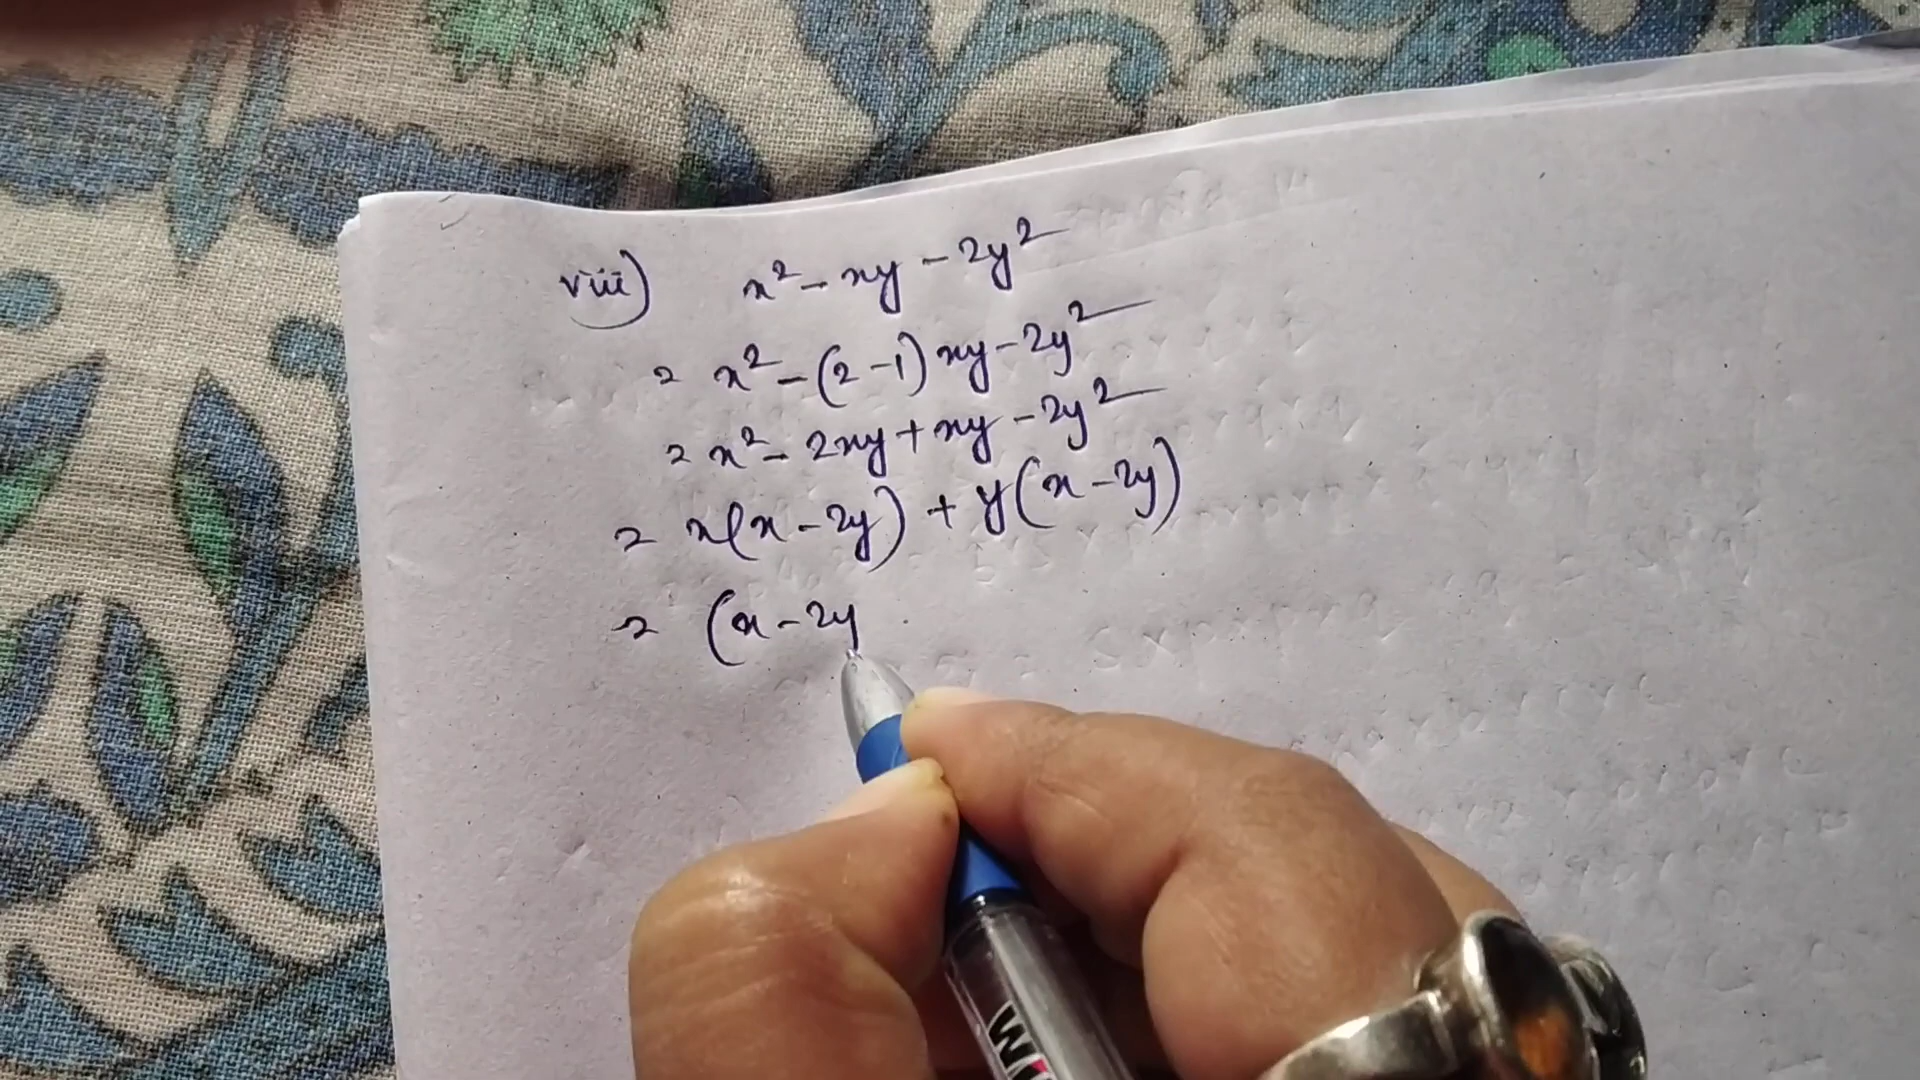 viii) x² - xy - 2y²
= x² - (2-1) xy - 2y²
= x² - 2xy + xy - 2y²
= x(x - 2y) + y(x - 2y)
= (x - 2y